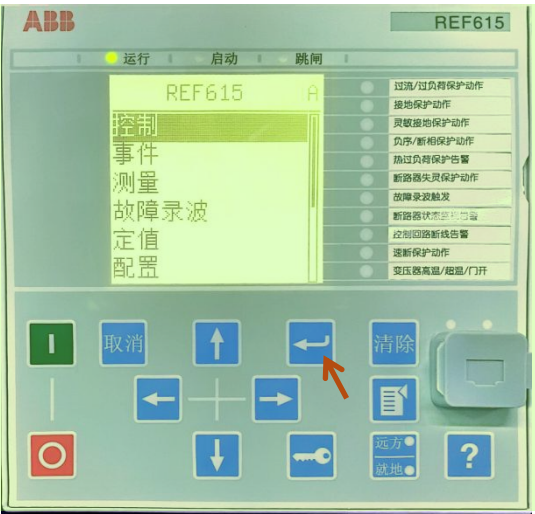 ABB
REF615
运行
启动
跳闸
REF615 A
控制
事件
测量
故障录波
定值
配置
过流/过负荷保护动作
接地保护动作
灵敏接地保护动作
负序/断相保护动作
热过负荷保护告警
断路器失灵保护动作
故障录波触发
断路器状态
控制回路断线告警
速断保护动作
变压器高温/超温/门开
I
取消
清除
O
远方
就地
?